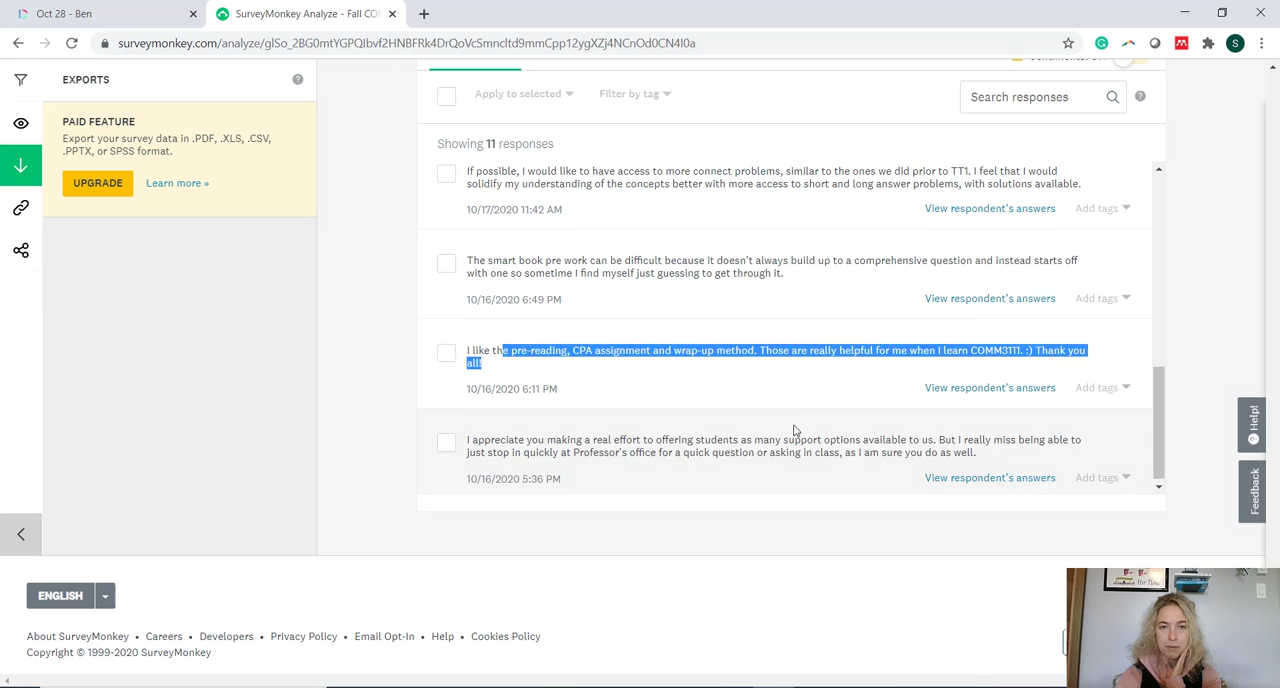 Oct 28 - Ben
SurveyMonkey Analyze - Fall CO
surveymonkey.com/analyze/glSo_2BG0mtYGPQIbvf2HNBFRk4DrQoVcSmncltd9mmCpp12ygXZj4NCnOd0CN4I0a
S
EXPORTS
PAID FEATURE
Export your survey data in .PDF, .XLS, .CSV,
.PPTX, or SPSS format.
UPGRADE
Learn more »
Apply to selected
Filter by tag
Search responses
Showing 11 responses
If possible, I would like to have access to more connect problems, similar to the ones we did prior to TT1. I feel that I would
solidify my understanding of the concepts better with more access to short and long answer problems, with solutions available.
10/17/2020 11:42 AM
View respondent's answers
Add tags
The smart book pre work can be difficult because it doesn't always build up to a comprehensive question and instead starts off
with one so sometime I find myself just guessing to get through it.
10/16/2020 6:49 PM
View respondent's answers
Add tags
I like the pre-reading, CPA assignment and wrap-up method. Those are really helpful for me when I learn COMM3111. :) Thank you
all!
10/16/2020 6:11 PM
View respondent's answers
Add tags
I appreciate you making a real effort to offering students as many support options available to us. But I really miss being able to
just stop in quickly at Professor's office for a quick question or asking in class, as I am sure you do as well.
10/16/2020 5:36 PM
View respondent's answers
Add tags
Help!
Feedback
ENGLISH
About SurveyMonkey • Careers • Developers • Privacy Policy • Email Opt-In • Help • Cookies Policy
Copyright © 1999-2020 SurveyMonkey